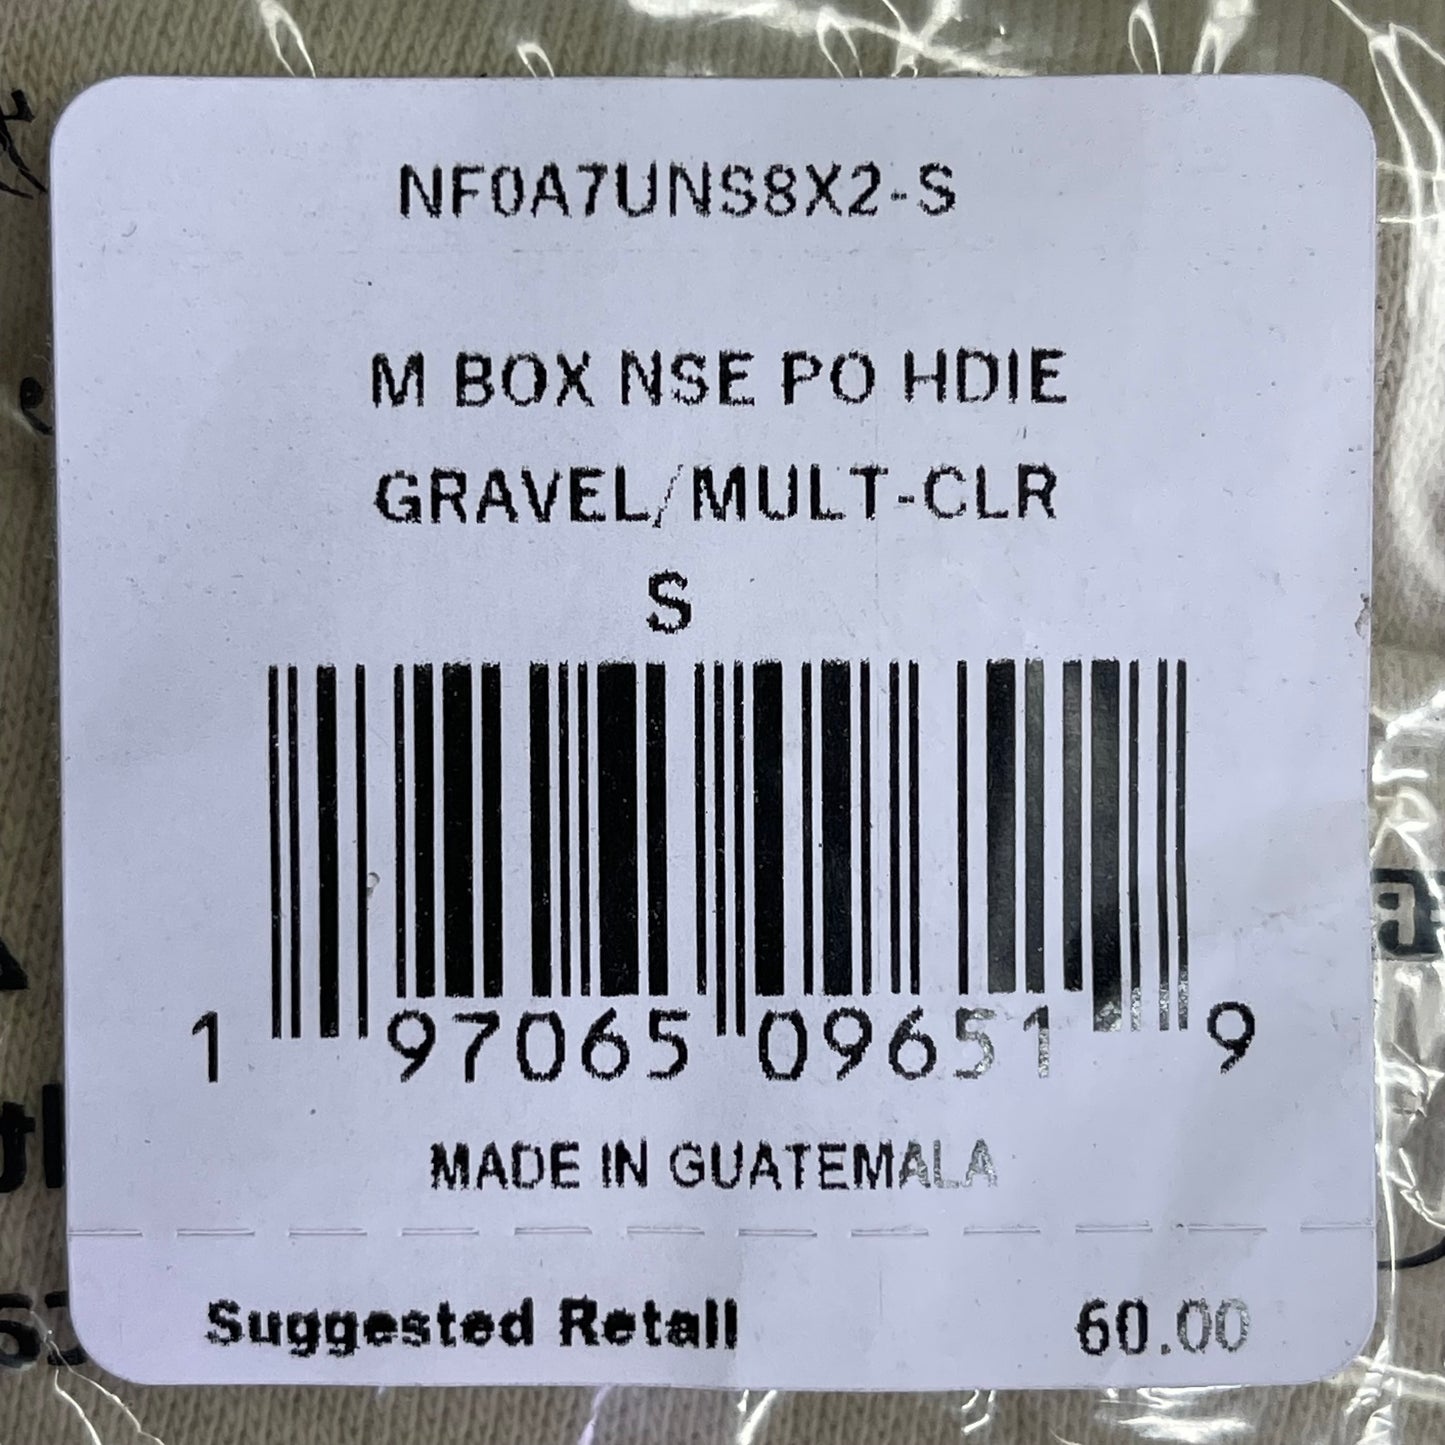 NF0A7UNS8X2-S
M BOX NSE PO HDIE
GRAVEL/MULT-CLR
S
1 97065 09651 9
MADE IN GUATEMALA
Suggested Retail 60.00